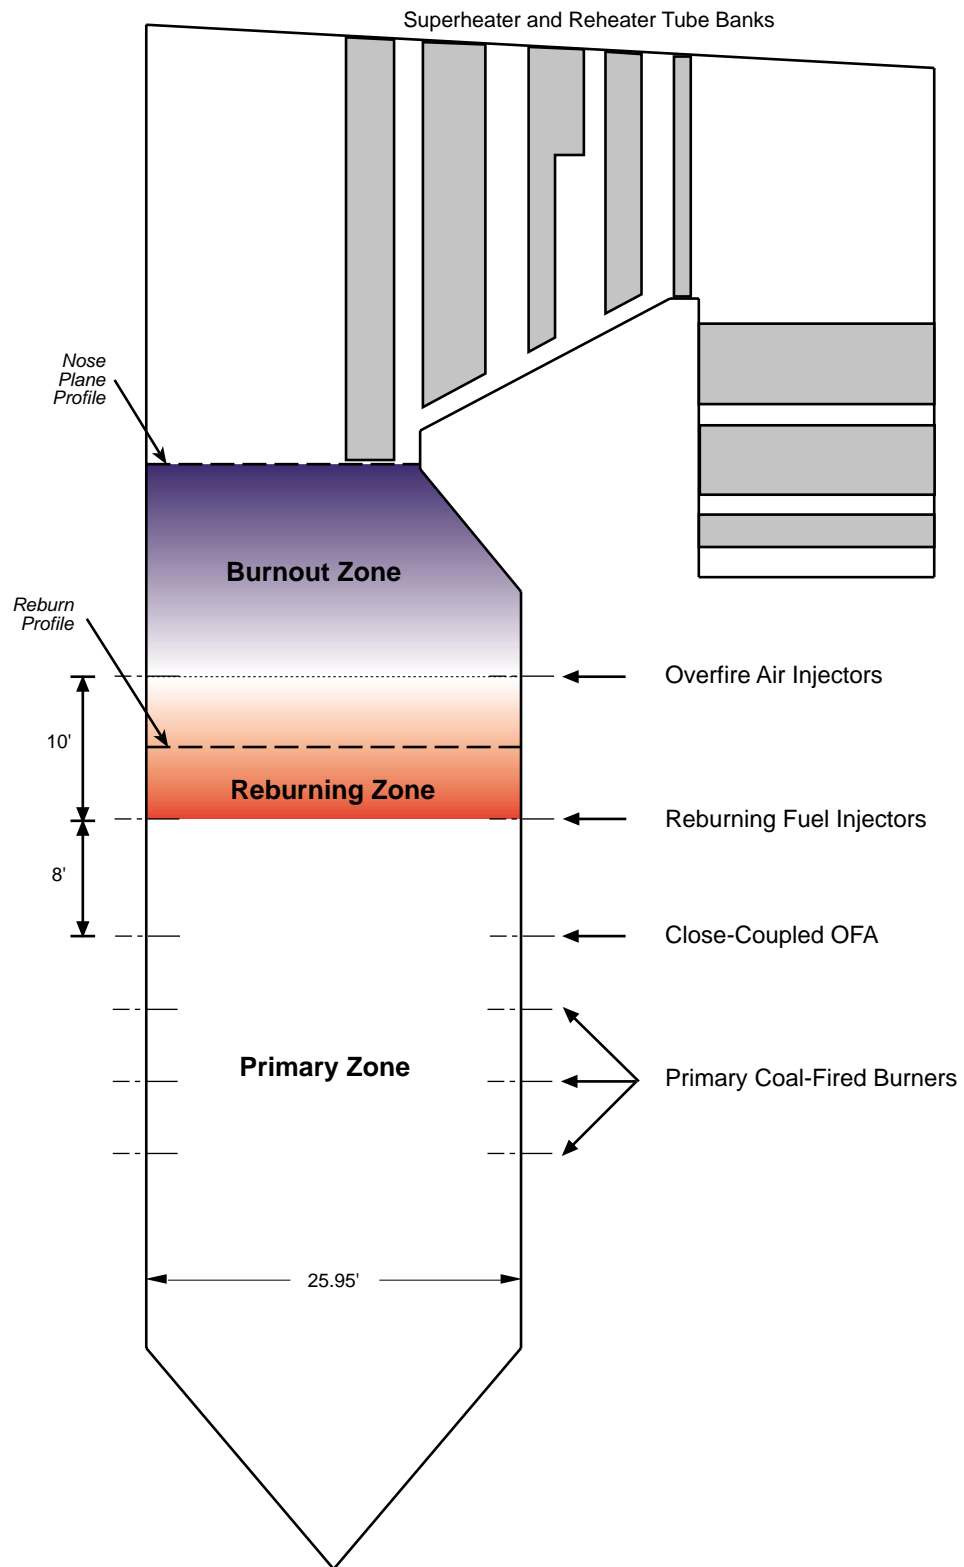 Superheater and Reheater Tube Banks
Nose
Plane
Profile
Burnout Zone
Reburn
Profile
Overfire Air Injectors
10'
Reburning Zone
Reburning Fuel Injectors
8'
Close-Coupled OFA
Primary Zone
Primary Coal-Fired Burners
25.95'